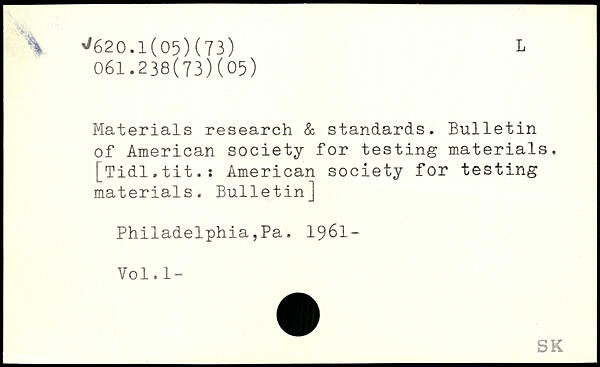 ✓620.1(05)(73) L
061.238(73)(05)
Materials research & standards. Bulletin
of American society for testing materials.
[Tidl.tit.: American society for testing
materials. Bulletin]
Philadelphia,Pa. 1961-
Vol.1-
SK